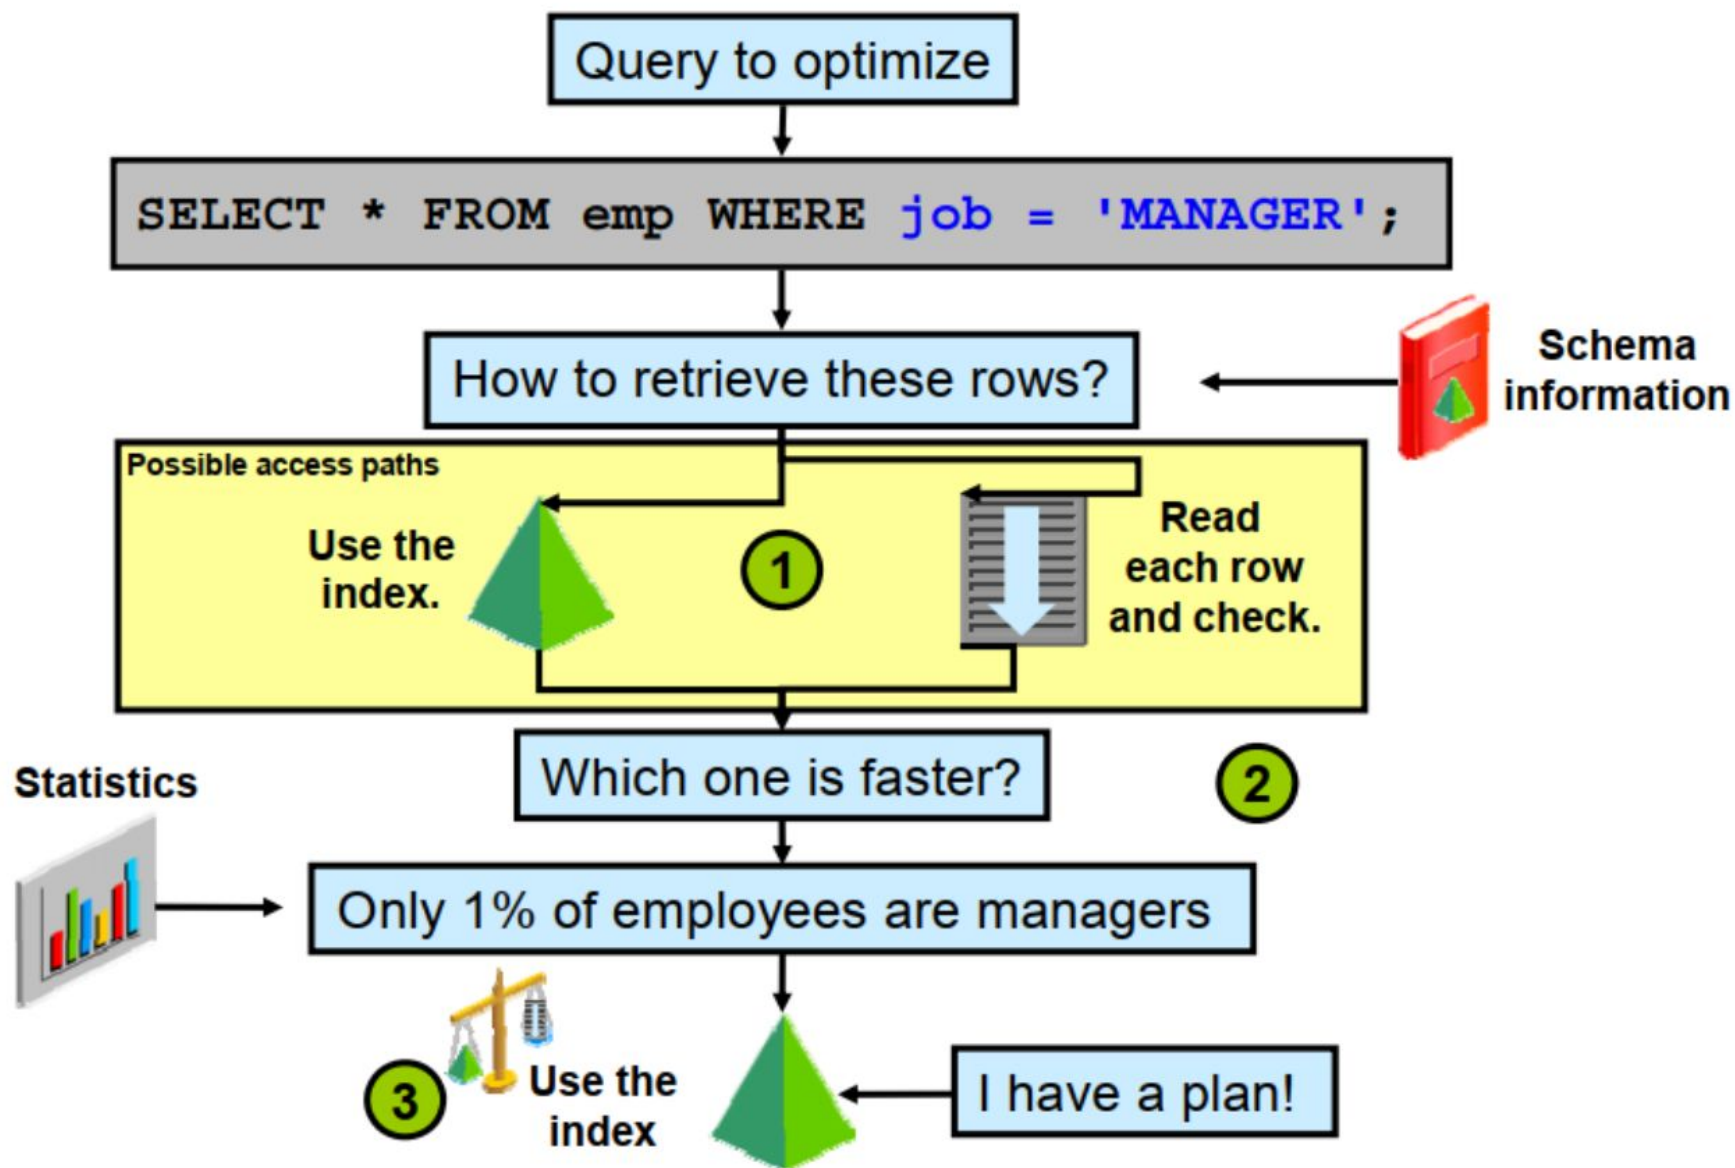 Query to optimize
SELECT * FROM emp WHERE job = 'MANAGER';
How to retrieve these rows?
Schema
information
Possible access paths
Use the
index.
1
Read
each row
and check.
Which one is faster?
2
Statistics
Only 1% of employees are managers
3
Use the
index
I have a plan!